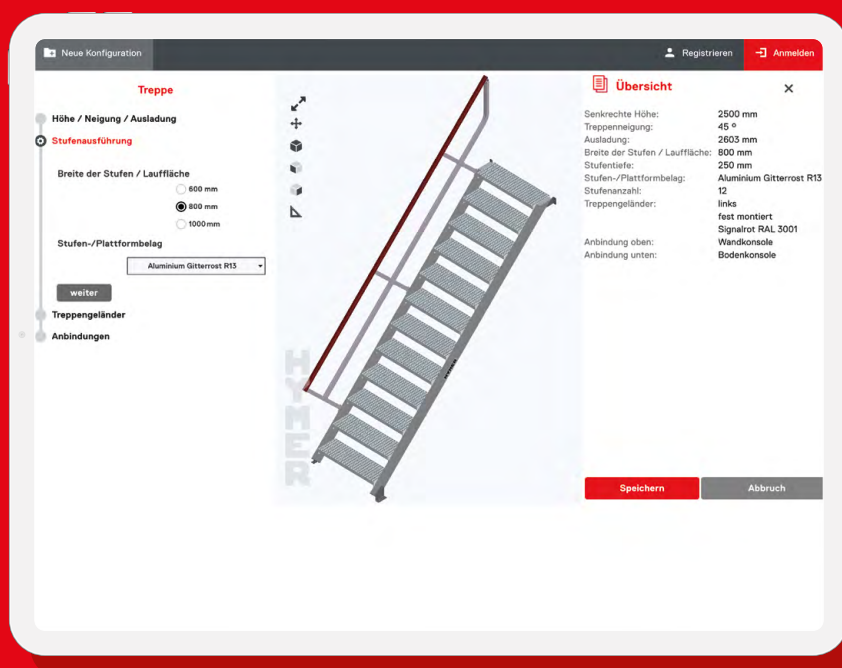 Neue Konfiguration
Registrieren
Anmelden
Treppe
Höhe / Neigung / Ausladung
Stufenausführung
Breite der Stufen / Lauffläche
600 mm
800 mm
1000 mm
Stufen-/Plattformbelag
Aluminium Gitterrost R13
weiter
Treppengeländer
Anbindungen
HYMER
Übersicht
Senkrechte Höhe: 2500 mm
Treppenneigung: 45 °
Ausladung: 2603 mm
Breite der Stufen / Lauffläche: 800 mm
Stufentiefe: 250 mm
Stufen-/Plattformbelag: Aluminium Gitterrost R13
Stufenanzahl: 12
Treppengeländer: links
fest montiert
Signalrot RAL 3001
Anbindung oben: Wandkonsole
Anbindung unten: Bodenkonsole
Speichern
Abbruch